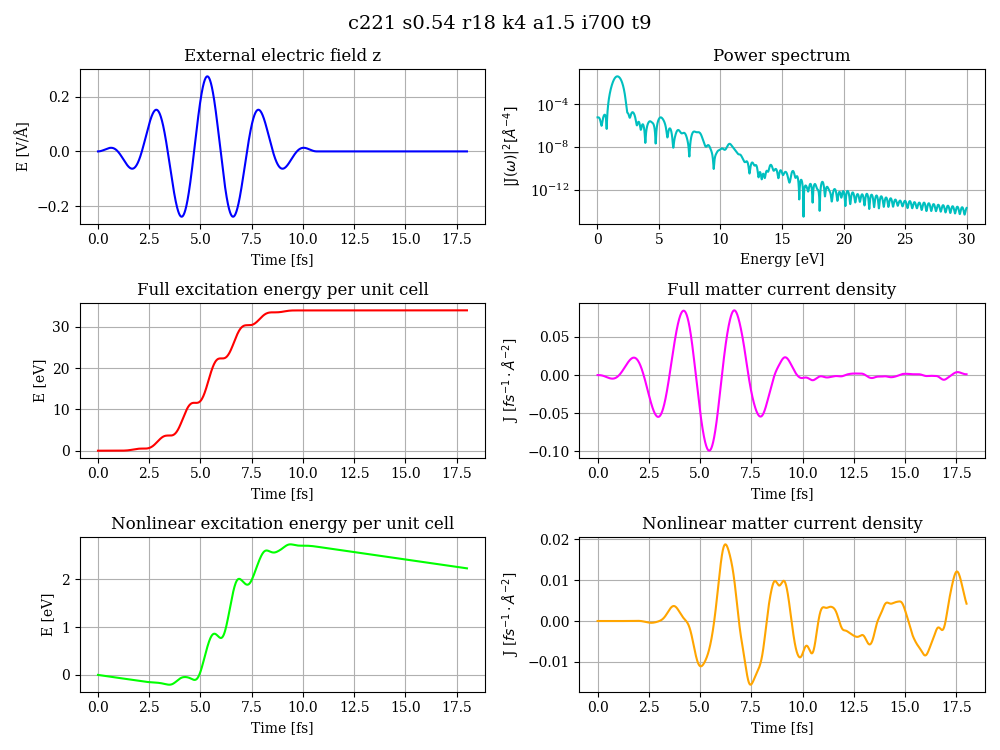 c221 s0.54 r18 k4 a1.5 i700 t9
External electric field z
E [V/Å]
0.2
0.0
−0.2
0.0 2.5 5.0 7.5 10.0 12.5 15.0 17.5
Time [fs]
Power spectrum
|J(ω)|²[Å⁻⁴]
10⁻⁴
10⁻⁸
10⁻¹²
0 5 10 15 20 25 30
Energy [eV]
Full excitation energy per unit cell
E [eV]
30
20
10
0
0.0 2.5 5.0 7.5 10.0 12.5 15.0 17.5
Time [fs]
Full matter current density
J [fs⁻¹ · Å⁻²]
0.05
0.00
−0.05
−0.10
0.0 2.5 5.0 7.5 10.0 12.5 15.0 17.5
Time [fs]
Nonlinear excitation energy per unit cell
E [eV]
2
1
0
0.0 2.5 5.0 7.5 10.0 12.5 15.0 17.5
Time [fs]
Nonlinear matter current density
J [fs⁻¹ · Å⁻²]
0.02
0.01
0.00
−0.01
0.0 2.5 5.0 7.5 10.0 12.5 15.0 17.5
Time [fs]